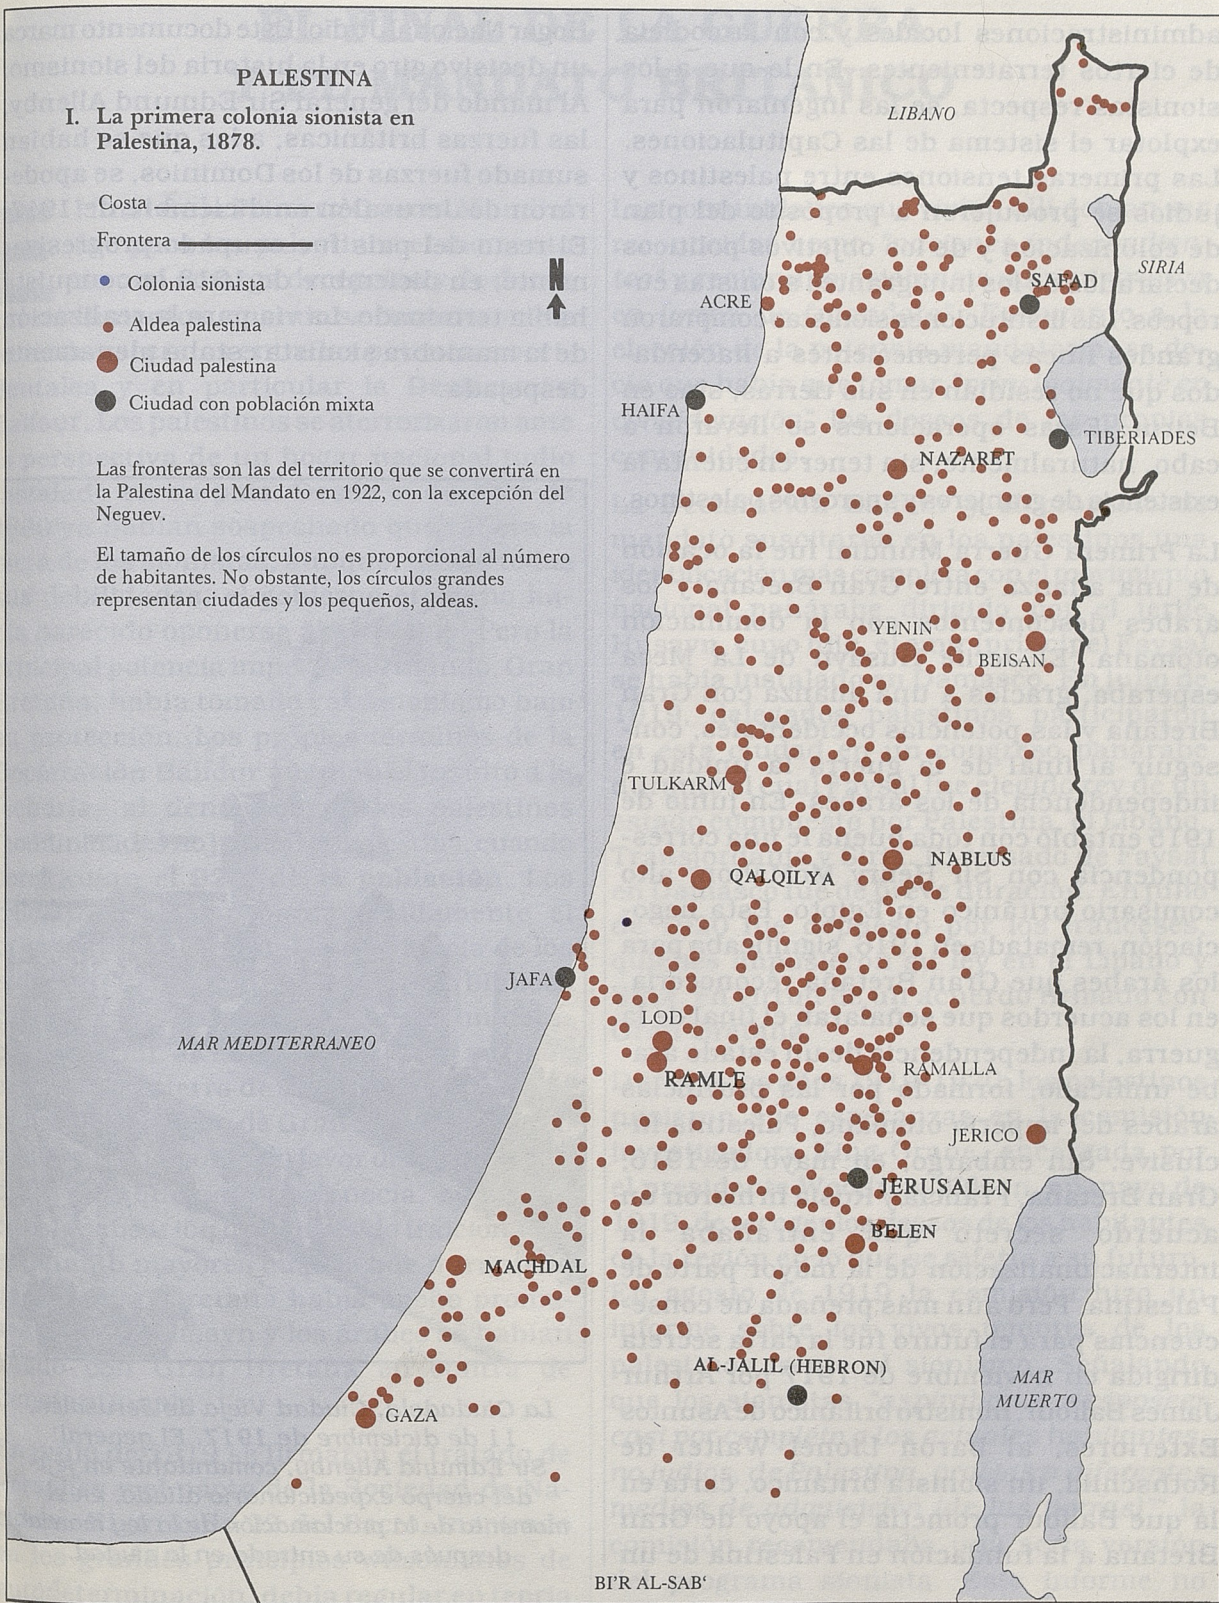 PALESTINA
I. La primera colonia sionista en
Palestina, 1878.
Costa
Frontera
Colonia sionista
Aldea palestina
Ciudad palestina
Ciudad con población mixta
Las fronteras son las del territorio que se convertirá en
la Palestina del Mandato en 1922, con la excepción del
Neguev.
El tamaño de los círculos no es proporcional al número
de habitantes. No obstante, los círculos grandes
representan ciudades y los pequeños, aldeas.
N
LIBANO
SIRIA
SAFAD
ACRE
HAIFA
TIBERIADES
NAZARET
YENIN
BEISAN
TULKARM
NABLUS
QALQILYA
JAFA
LOD
MAR MEDITERRANEO
RAMALLA
RAMLE
JERICO
JERUSALEN
BELEN
MACHDAL
AL-JALIL (HEBRON)
MAR
MUERTO
GAZA
BI'R AL-SAB'